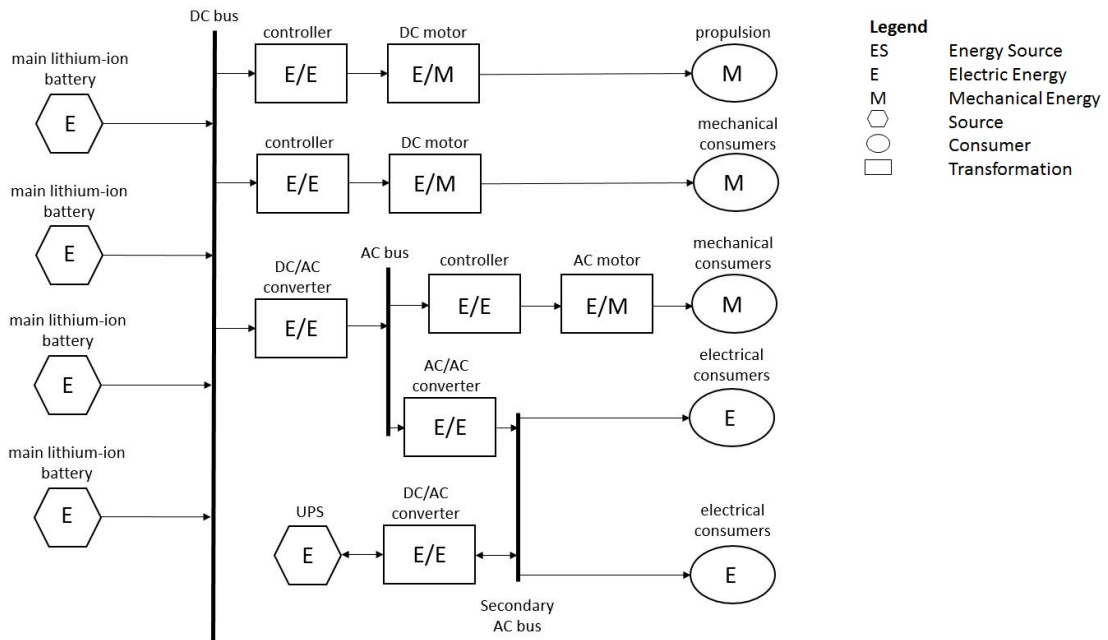 DC bus
main lithium-ion
battery
E
main lithium-ion
battery
E
main lithium-ion
battery
E
main lithium-ion
battery
E
controller
E/E
DC motor
E/M
propulsion
M
controller
E/E
DC motor
E/M
mechanical
consumers
M
DC/AC
converter
E/E
AC bus
controller
E/E
AC motor
E/M
mechanical
consumers
M
AC/AC
converter
E/E
electrical
consumers
E
UPS
E
DC/AC
converter
E/E
electrical
consumers
E
Secondary
AC bus
Legend
ES Energy Source
E Electric Energy
M Mechanical Energy
Source
Consumer
Transformation